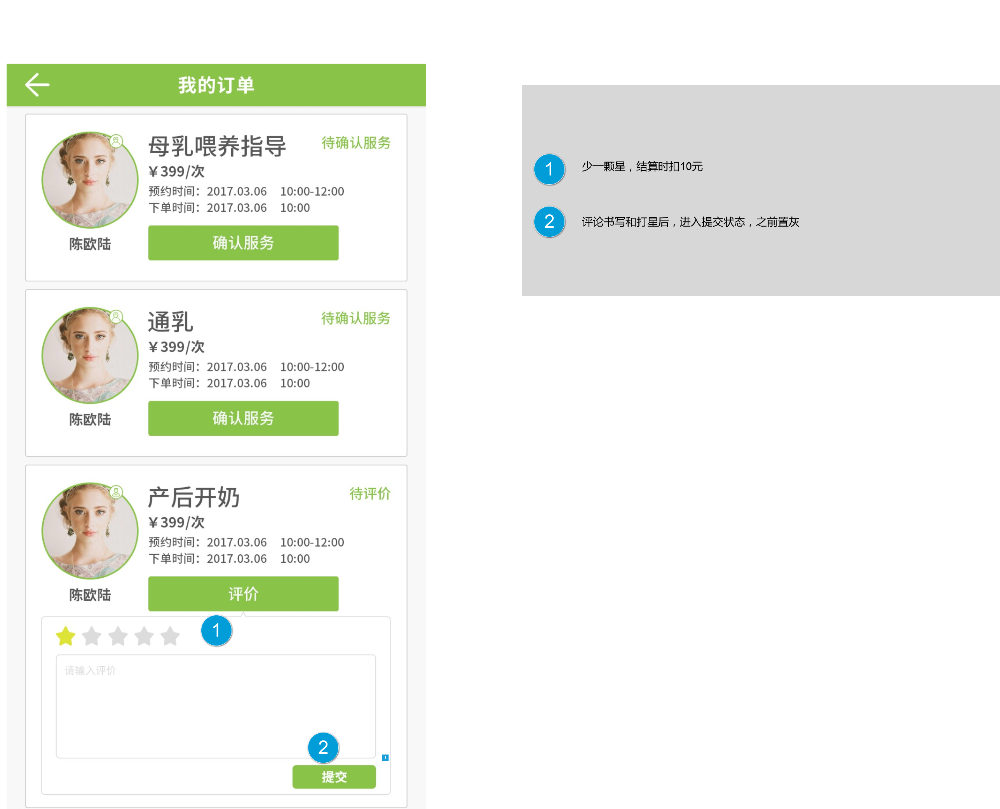 我的订单
母乳喂养指导
待确认服务
¥399/次
预约时间：2017.03.06 10:00-12:00
下单时间：2017.03.06 10:00
陈欧陆
确认服务
通乳
待确认服务
¥399/次
预约时间：2017.03.06 10:00-12:00
下单时间：2017.03.06 10:00
陈欧陆
确认服务
产后开奶
待评价
¥399/次
预约时间：2017.03.06 10:00-12:00
下单时间：2017.03.06 10:00
陈欧陆
评价
1
请输入评价
2
1
提交
1 少一颗星，结算时扣10元
2 评论书写和打星后，进入提交状态，之前置灰